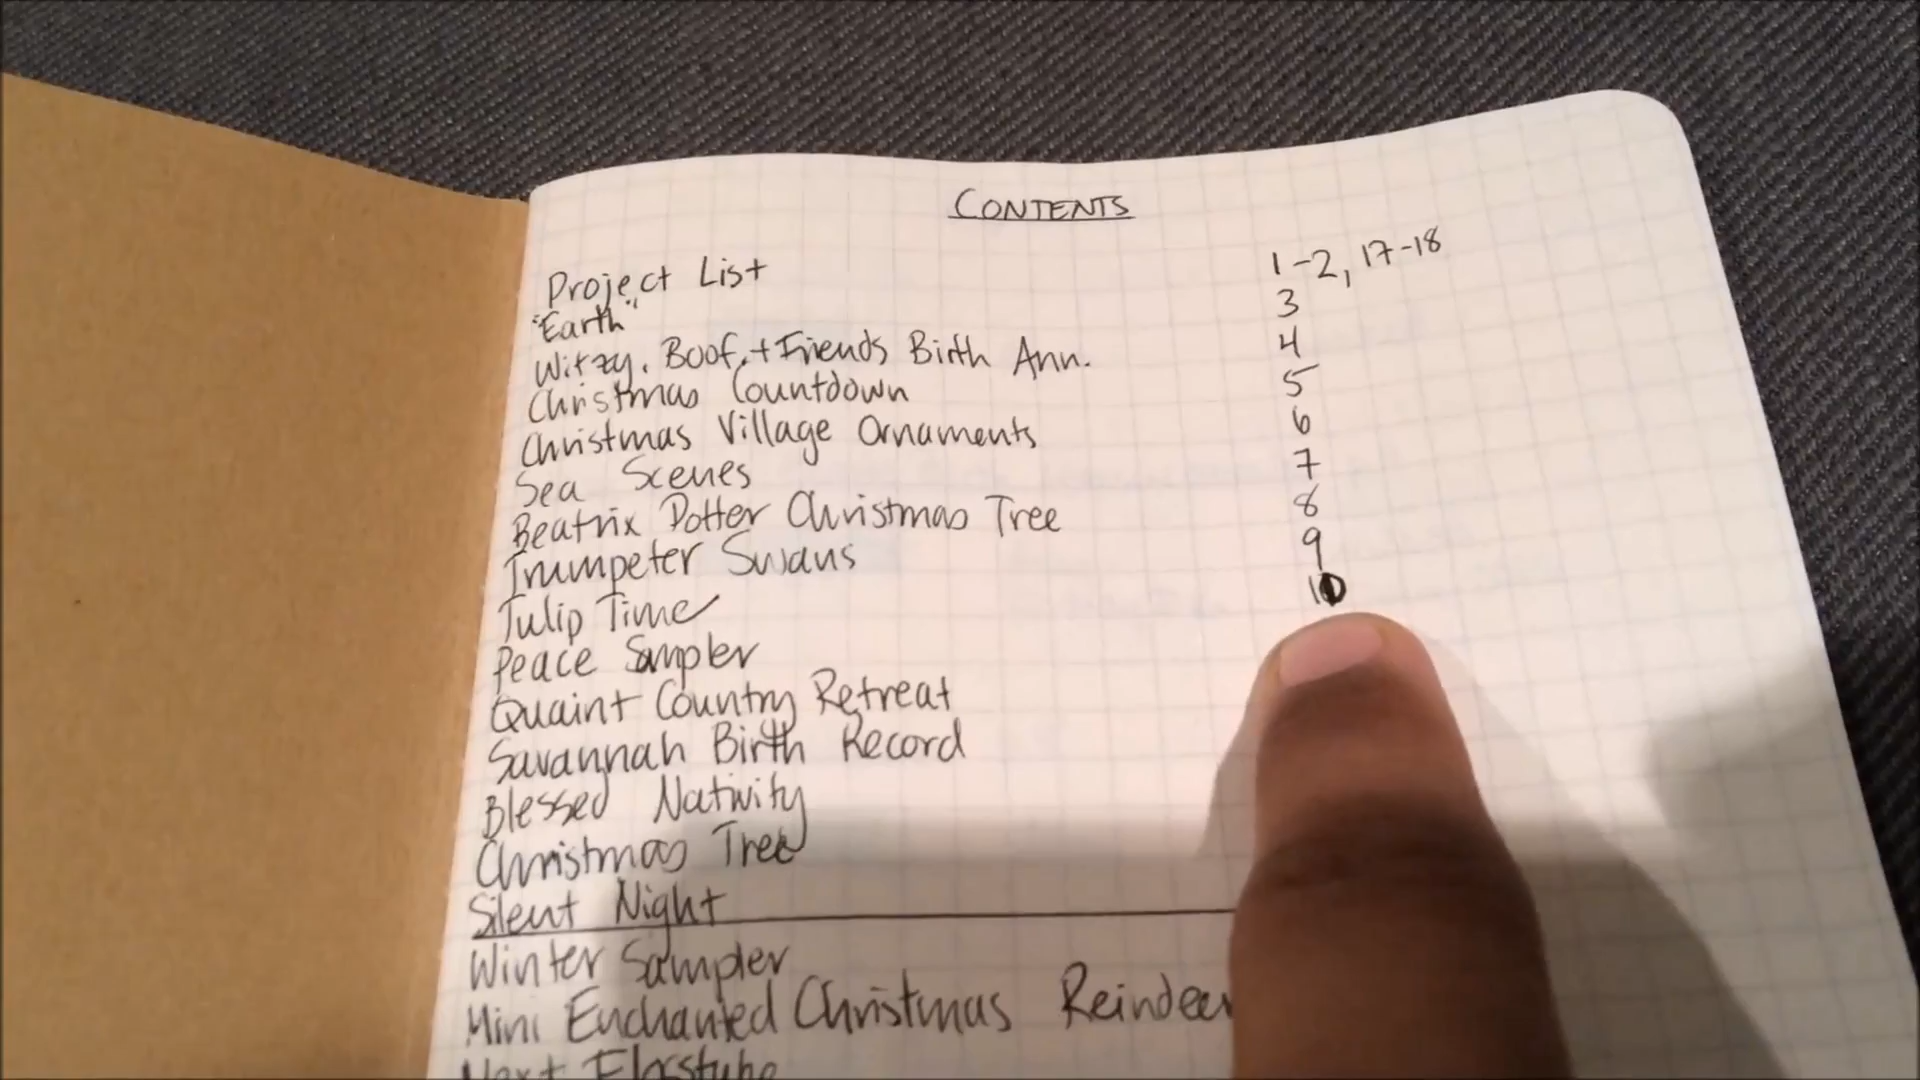 CONTENTS
Project List 1-2, 17-18
"Earth" 3
Witzy, Boof, + Friends Birth Ann. 4
Christmas Countdown 5
Christmas Village Ornaments 6
Sea Scenes 7
Beatrix Potter Christmas Tree 8
Trumpeter Swans 9
Tulip Time 10
Peace Sampler
Quaint Country Retreat
Savannah Birth Record
Blessed Nativity
Christmas Tree
Silent Night
Winter Sampler
Mini Enchanted Christmas Reindeer
Next Flosstube